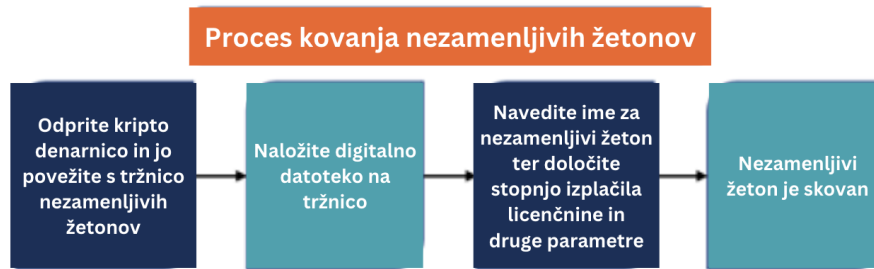 Proces kovanja nezamenljivih žetonov
Odprite kripto
denarnico in jo
povežite s tržnico
nezamenljivih
žetonov
Naložite digitalno
datoteko na
tržnico
Navedite ime za
nezamenljivi žeton
ter določite
stopnjo izplačila
licenčnine in
druge parametre
Nezamenljivi
žeton je skovan